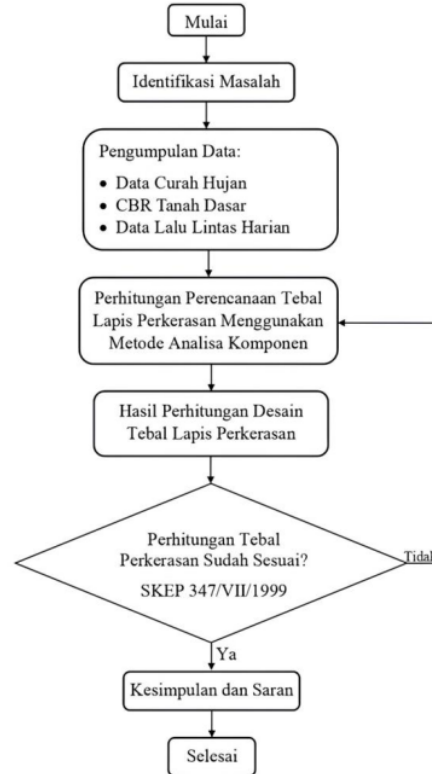 Mulai
Identifikasi Masalah
Pengumpulan Data:
• Data Curah Hujan
• CBR Tanah Dasar
• Data Lalu Lintas Harian
Perhitungan Perencanaan Tebal
Lapis Perkerasan Menggunakan
Metode Analisa Komponen
Hasil Perhitungan Desain
Tebal Lapis Perkerasan
Perhitungan Tebal
Perkerasan Sudah Sesuai?
SKEP 347/VII/1999
Tidak
Ya
Kesimpulan dan Saran
Selesai